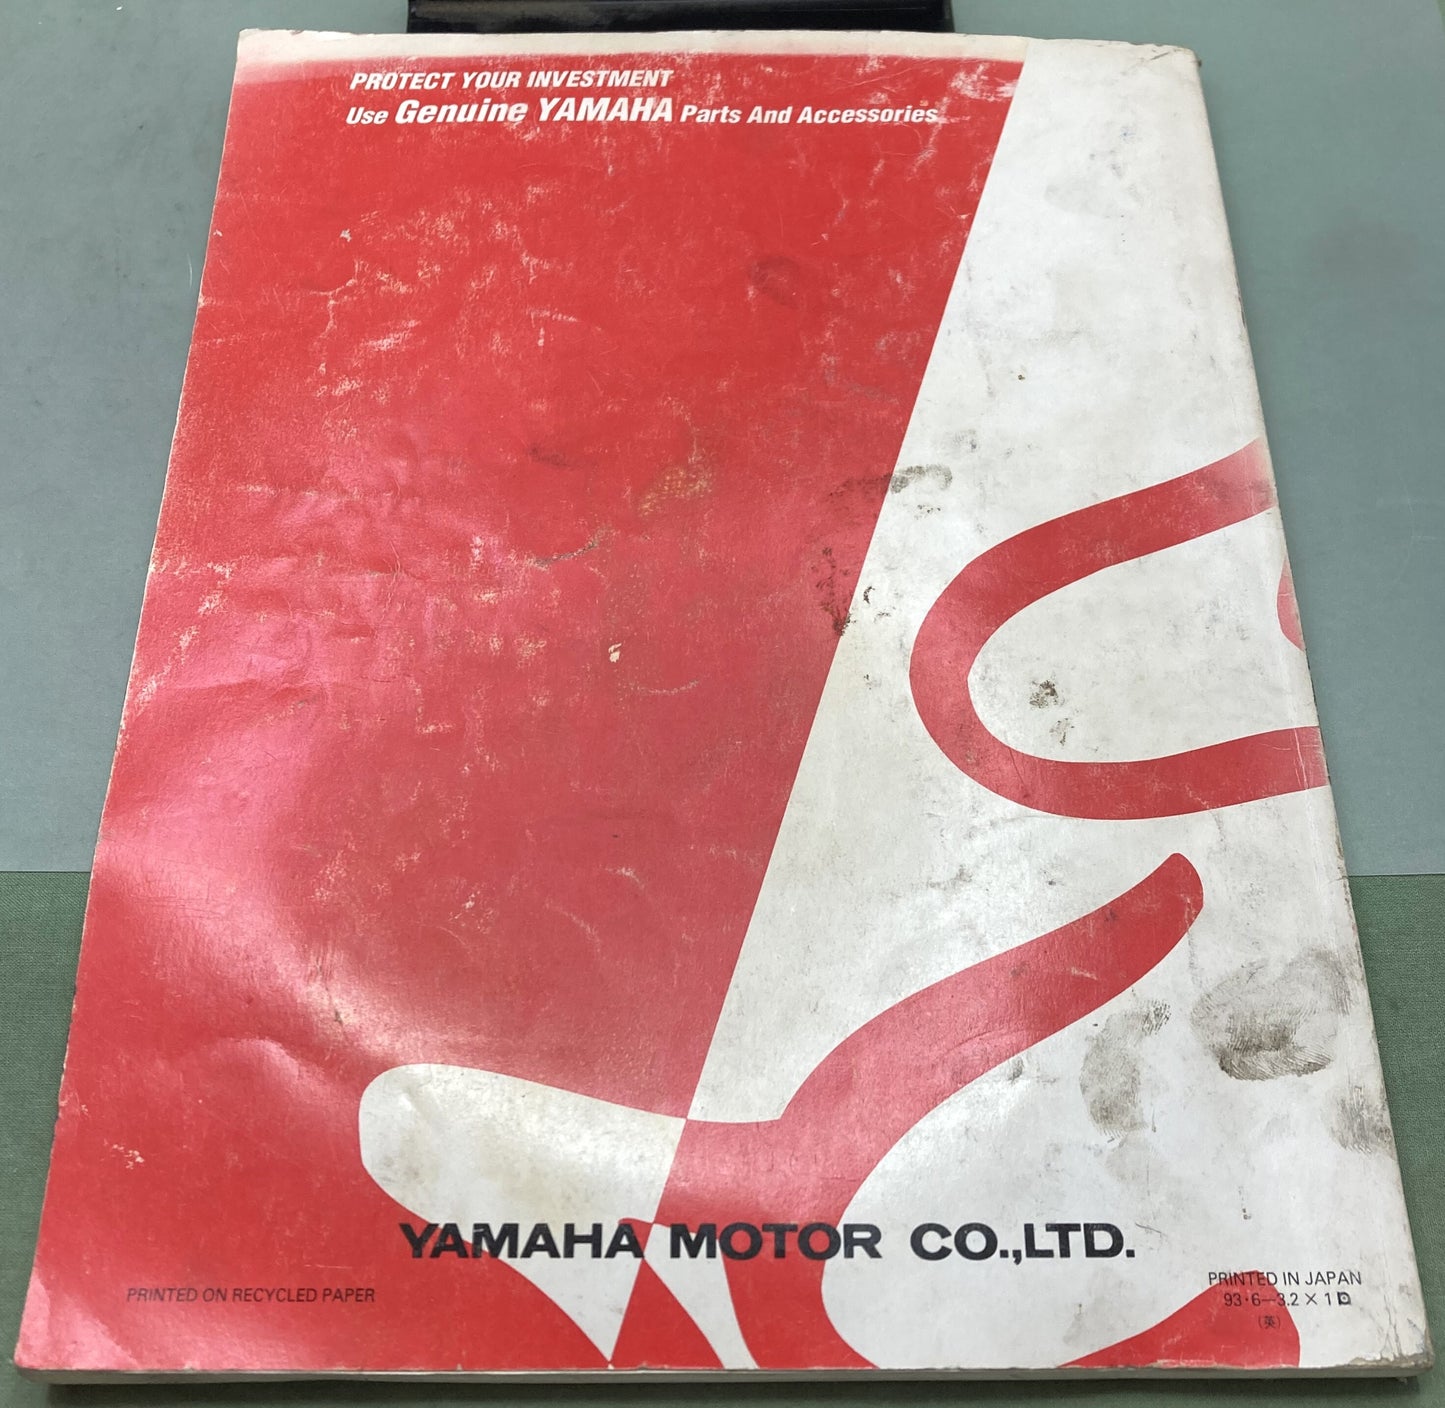 PROTECT YOUR INVESTMENT
Use Genuine YAMAHA Parts And Accessories
YAMAHA MOTOR CO.,LTD.
PRINTED ON RECYCLED PAPER
PRINTED IN JAPAN
93・6—3.2 × 1
(英)